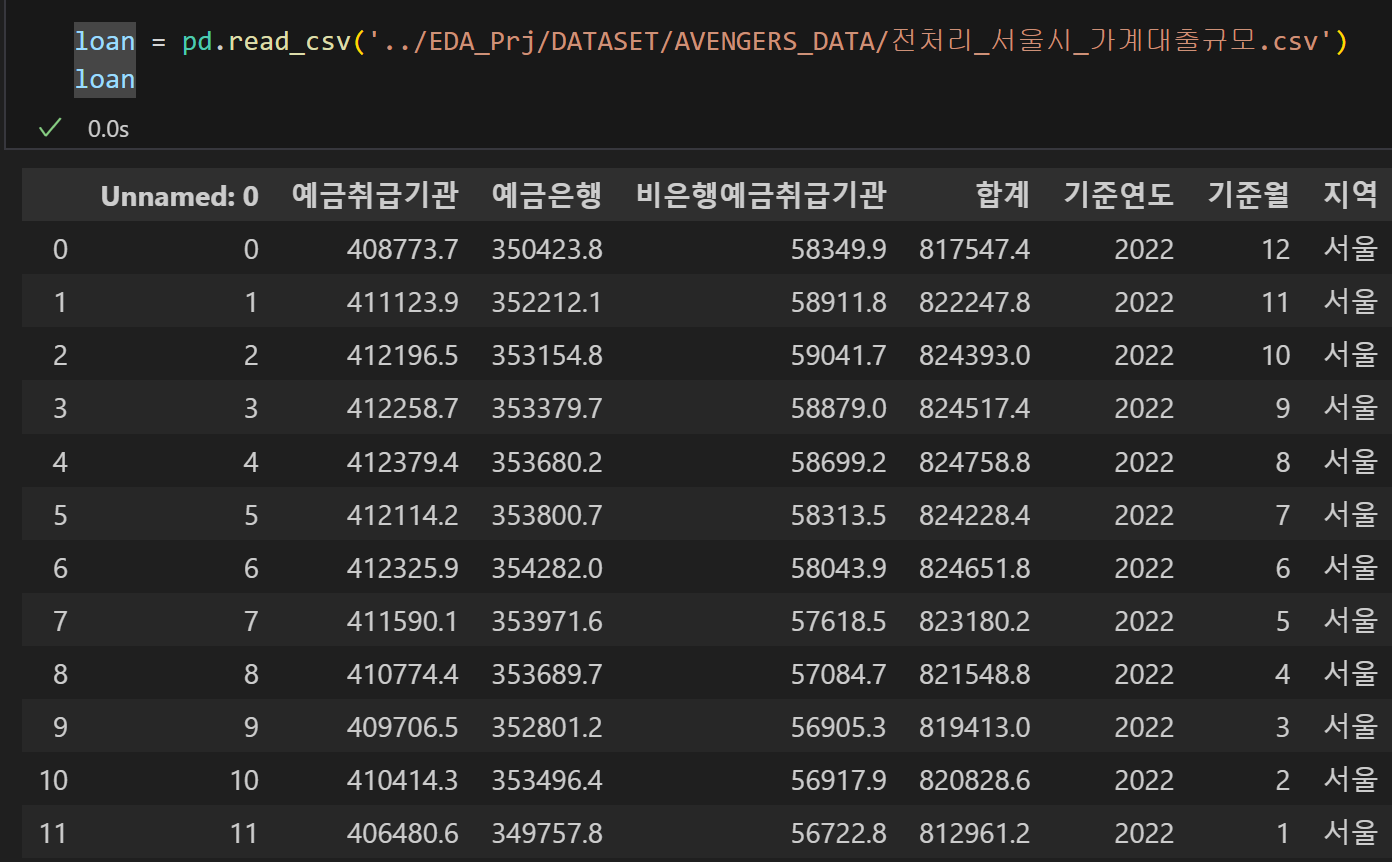 loan = pd.read_csv('../EDA_Prj/DATASET/AVENGERS_DATA/전처리_서울시_가계대출규모.csv')
loan
0.0s
Unnamed: 0 예금취급기관 예금은행 비은행예금취급기관 합계 기준연도 기준월 지역
0 0 408773.7 350423.8 58349.9 817547.4 2022 12 서울
1 1 411123.9 352212.1 58911.8 822247.8 2022 11 서울
2 2 412196.5 353154.8 59041.7 824393.0 2022 10 서울
3 3 412258.7 353379.7 58879.0 824517.4 2022 9 서울
4 4 412379.4 353680.2 58699.2 824758.8 2022 8 서울
5 5 412114.2 353800.7 58313.5 824228.4 2022 7 서울
6 6 412325.9 354282.0 58043.9 824651.8 2022 6 서울
7 7 411590.1 353971.6 57618.5 823180.2 2022 5 서울
8 8 410774.4 353689.7 57084.7 821548.8 2022 4 서울
9 9 409706.5 352801.2 56905.3 819413.0 2022 3 서울
10 10 410414.3 353496.4 56917.9 820828.6 2022 2 서울
11 11 406480.6 349757.8 56722.8 812961.2 2022 1 서울